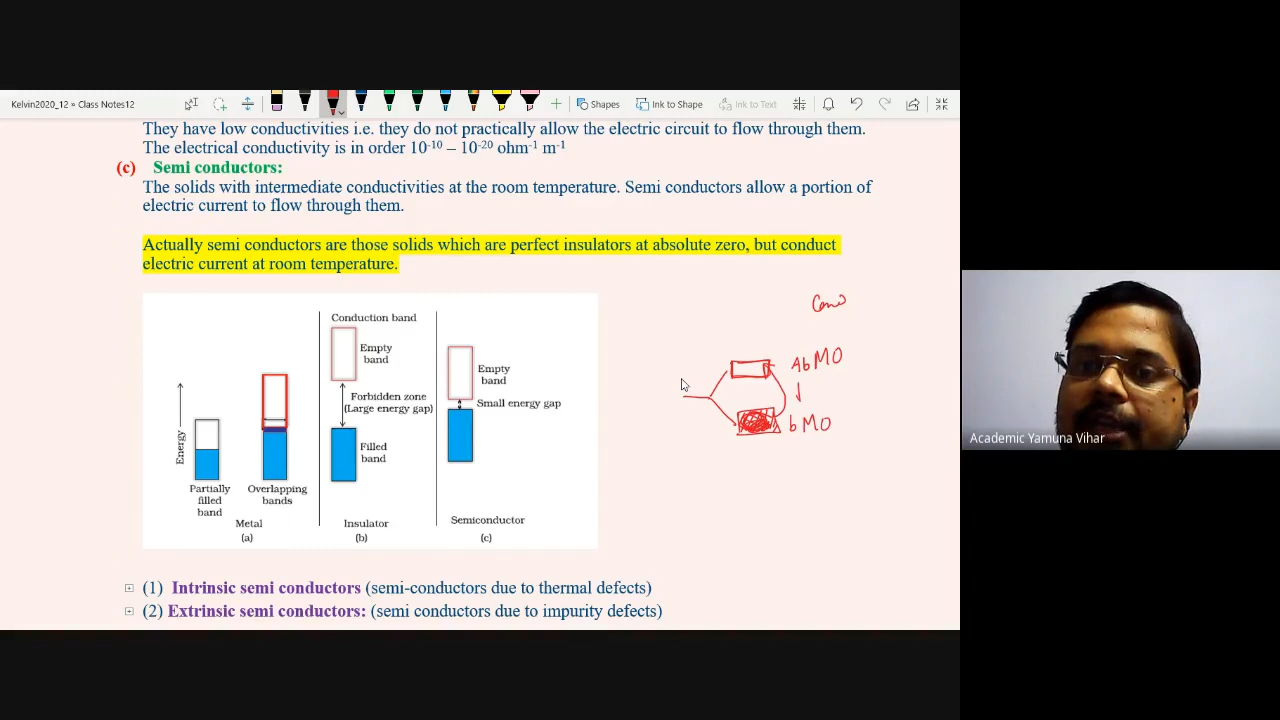 Kelvin2020_12 » Class Notes12
Shapes
Ink to Shape
Ink to Text
They have low conductivities i.e. they do not practically allow the electric circuit to flow through them.
The electrical conductivity is in order 10⁻¹⁰ – 10⁻²⁰ ohm⁻¹ m⁻¹
(c) Semi conductors:
The solids with intermediate conductivities at the room temperature. Semi conductors allow a portion of
electric current to flow through them.
Actually semi conductors are those solids which are perfect insulators at absolute zero, but conduct
electric current at room temperature.
Energy
Partially
filled
band
Overlapping
bands
Metal
(a)
Conduction band
Empty
band
Forbidden zone
(Large energy gap)
Filled
band
Insulator
(b)
Empty
band
Small energy gap
Semiconductor
(c)
AbMO
bMO
(1) Intrinsic semi conductors (semi-conductors due to thermal defects)
(2) Extrinsic semi conductors: (semi conductors due to impurity defects)
Academic Yamuna Vihar